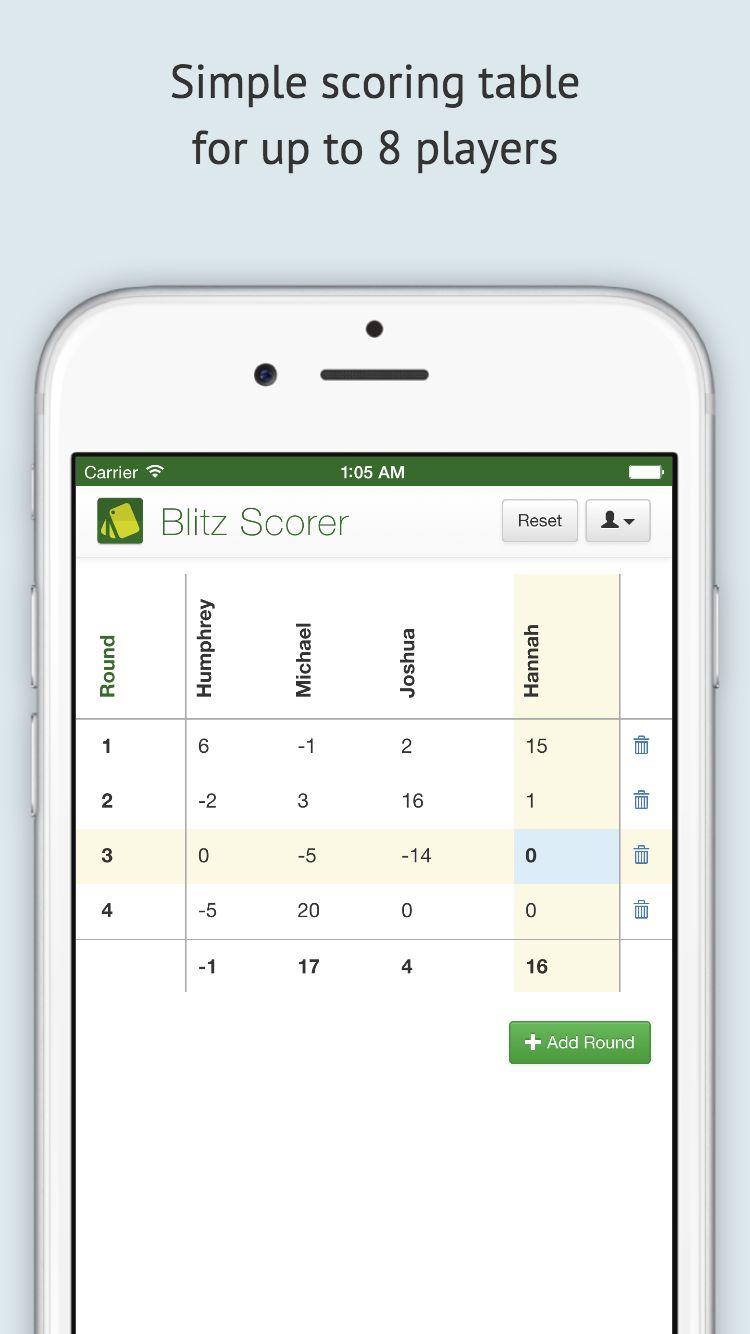 Simple scoring table
for up to 8 players
Carrier 1:05 AM
Blitz Scorer Reset
Round Humphrey Michael Joshua Hannah
1 6 -1 2 15
2 -2 3 16 1
3 0 -5 -14 0
4 -5 20 0 0
-1 17 4 16
Add Round